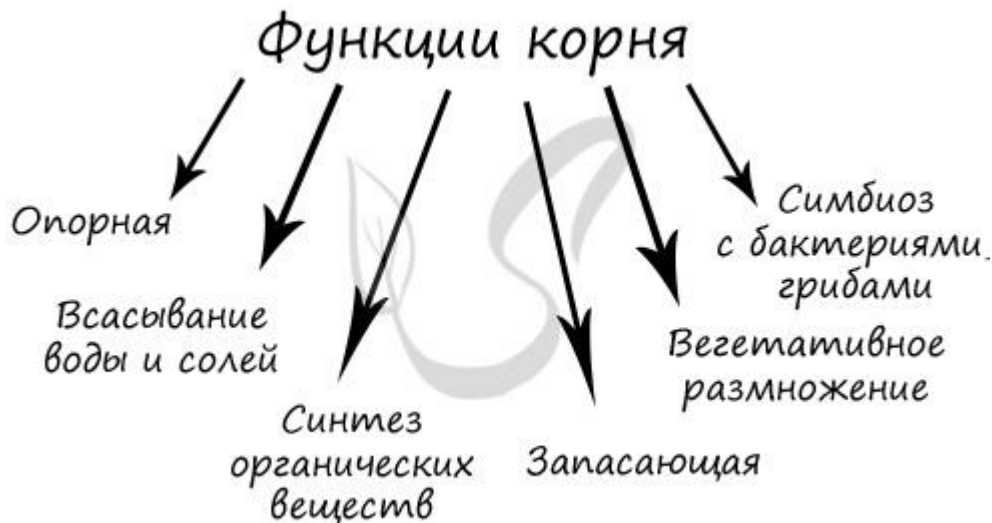 Функции корня
Опорная
Всасывание
воды и солей
Синтез
органических
веществ
Запасающая
Вегетативное
размножение
Симбиоз
с бактериями,
грибами